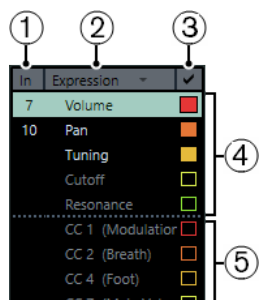 1 2 3
In Expression ✓
7 Volume
10 Pan
Tuning
Cutoff
Resonance
4
CC 1 (Modulation
CC 2 (Breath)
CC 4 (Foot)
5